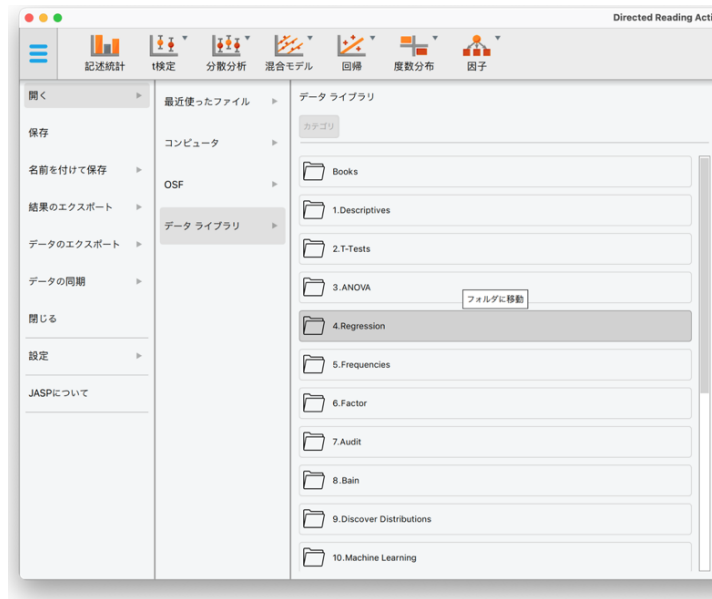 Directed Reading Acti
記述統計
t検定
分散分析
混合モデル
回帰
度数分布
因子
開く
保存
名前を付けて保存
結果のエクスポート
データのエクスポート
データの同期
閉じる
設定
JASPについて
最近使ったファイル
コンピュータ
OSF
データ ライブラリ
データ ライブラリ
カテゴリ
Books
1.Descriptives
2.T-Tests
3.ANOVA
フォルダに移動
4.Regression
5.Frequencies
6.Factor
7.Audit
8.Bain
9.Discover Distributions
10.Machine Learning